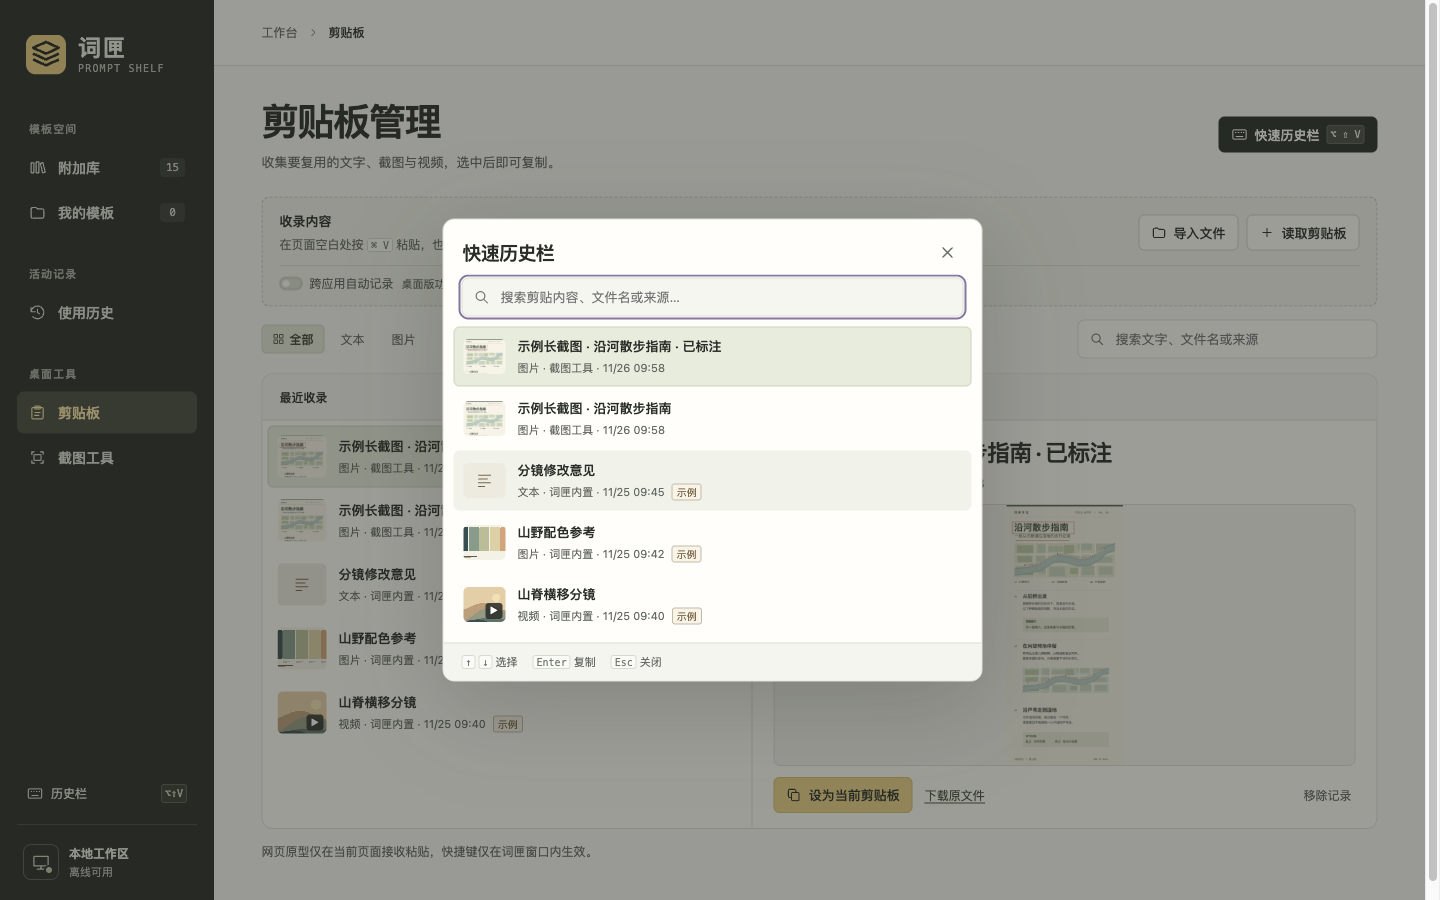 词匣
PROMPT SHELF
模板空间
附加库 15
我的模板 0
活动记录
使用历史
桌面工具
剪贴板
截图工具
历史栏 ⌥⇧V
本地工作区
离线可用
工作台 > 剪贴板
剪贴板管理
收集要复用的文字、截图与视频，选中后即可复制。
快速历史栏 ⌥ ⇧ V
收录内容
在页面空白处按 ⌘ V 粘贴，也
导入文件
读取剪贴板
跨应用自动记录 桌面版功
全部
文本
图片
搜索文字、文件名或来源
最近收录
示例长截图 · 沿河
图片 · 截图工具 · 11/2
示例长截图 · 沿河
图片 · 截图工具 · 11/2
分镜修改意见
文本 · 词匣内置 · 11/2
山野配色参考
图片 · 词匣内置 · 11/2
山脊横移分镜
视频 · 词匣内置 · 11/25 09:40 示例
指南 · 已标注
沿河散步指南
设为当前剪贴板
下载原文件
移除记录
网页原型仅在当前页面接收粘贴，快捷键仅在词匣窗口内生效。
快速历史栏
搜索剪贴内容、文件名或来源...
示例长截图 · 沿河散步指南 · 已标注
图片 · 截图工具 · 11/26 09:58
示例长截图 · 沿河散步指南
图片 · 截图工具 · 11/26 09:58
分镜修改意见
文本 · 词匣内置 · 11/25 09:45 示例
山野配色参考
图片 · 词匣内置 · 11/25 09:42 示例
山脊横移分镜
视频 · 词匣内置 · 11/25 09:40 示例
↑ ↓ 选择 Enter 复制 Esc 关闭